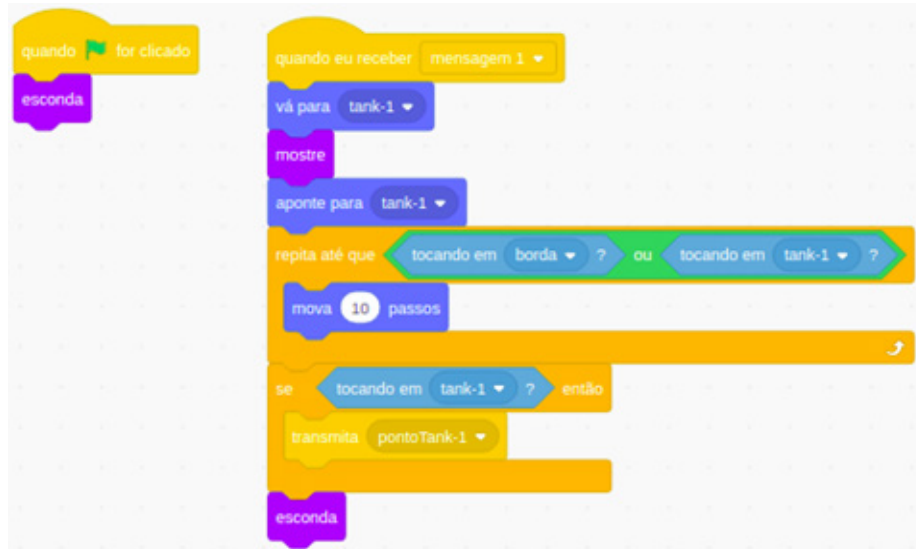 quando for clicado
esconda
quando eu receber mensagem 1
vá para tank-1
mostre
aponte para tank-1
repita até que tocando em borda ? ou tocando em tank-1 ?
mova 10 passos
se tocando em tank-1 ? então
transmita pontoTank-1
esconda